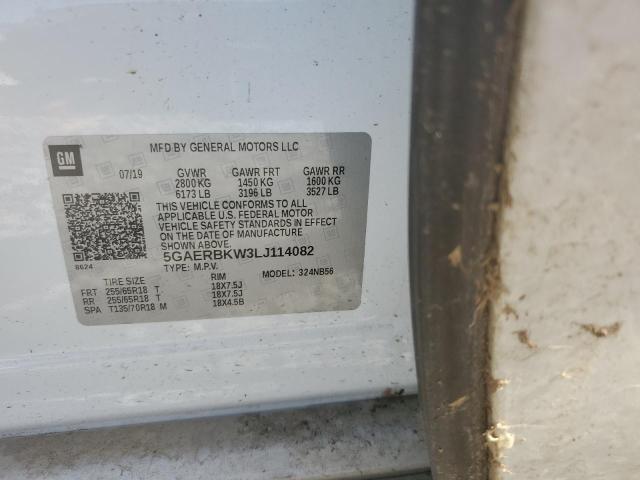 GM
MFD BY GENERAL MOTORS LLC
07/19 GVWR GAWR FRT GAWR RR
2800 KG 1450 KG 1600 KG
6173 LB 3196 LB 3527 LB
THIS VEHICLE CONFORMS TO ALL
APPLICABLE U.S. FEDERAL MOTOR
VEHICLE SAFETY STANDARDS IN EFFECT
ON THE DATE OF MANUFACTURE
SHOWN ABOVE.
5GAERBKW3LJ114082
8624 TYPE: M.P.V. MODEL: 324NB56
TIRE SIZE RIM
FRT 255/65R18 T 18X7.5J
RR 255/65R18 T 18X7.5J
SPA T135/70R18 M 18X4.5B